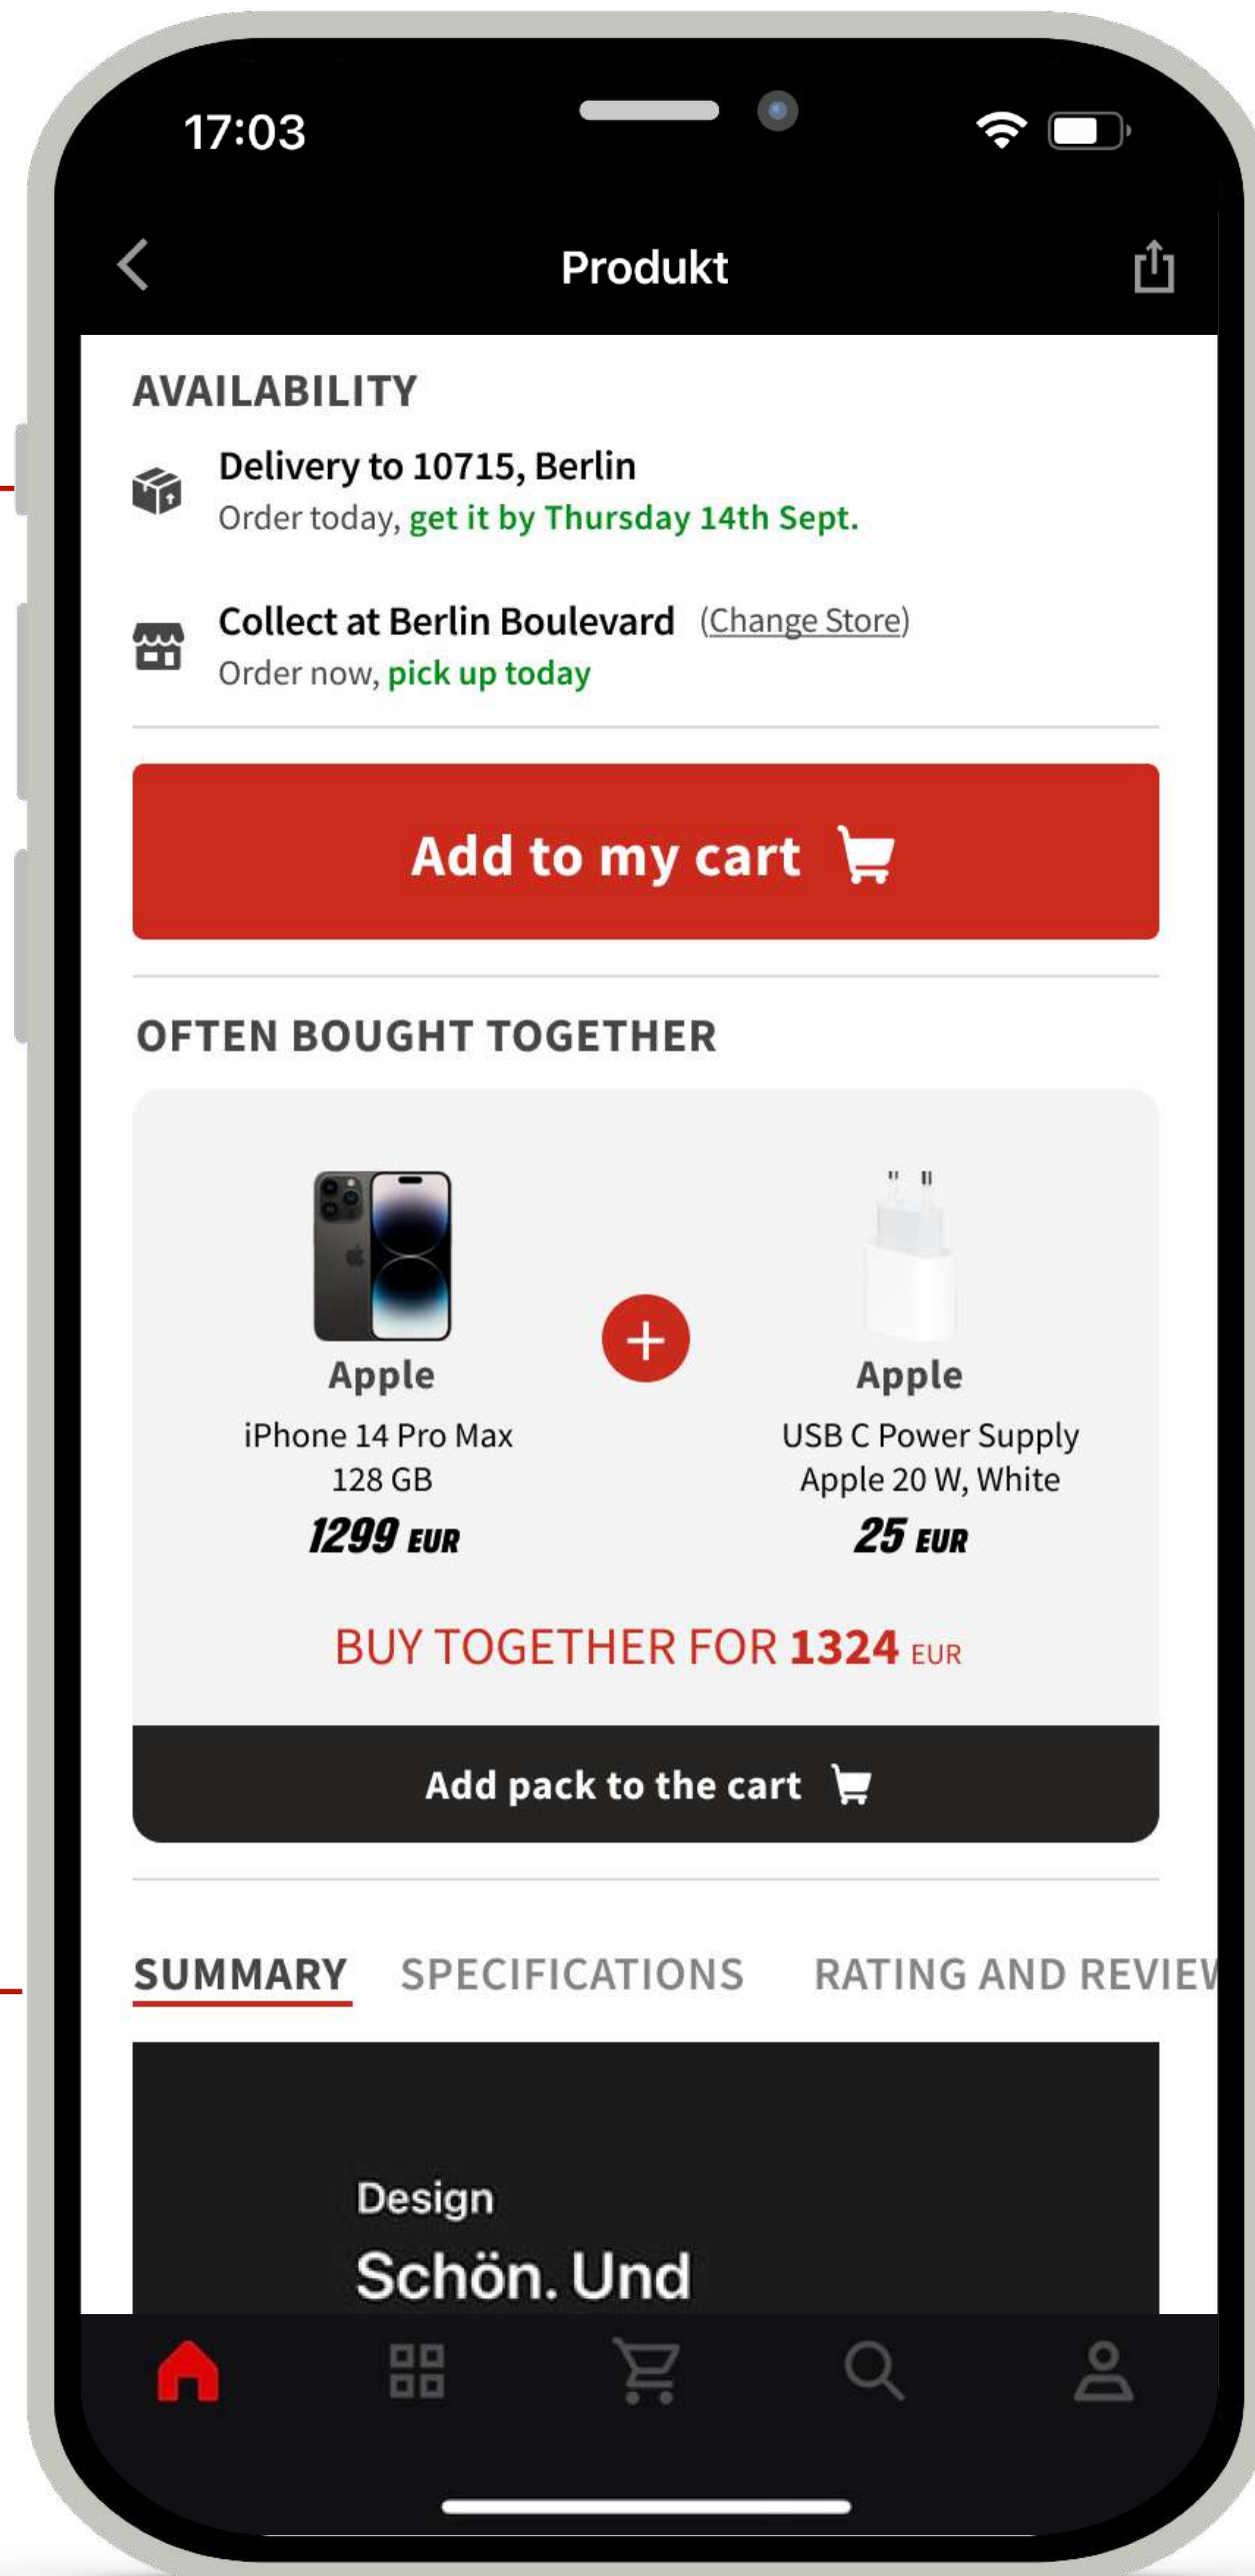 17:03
Produkt
AVAILABILITY
Delivery to 10715, Berlin
Order today, get it by Thursday 14th Sept.
Collect at Berlin Boulevard (Change Store)
Order now, pick up today
Add to my cart
OFTEN BOUGHT TOGETHER
Apple
iPhone 14 Pro Max
128 GB
1299 EUR
+
Apple
USB C Power Supply
Apple 20 W, White
25 EUR
BUY TOGETHER FOR 1324 EUR
Add pack to the cart
SUMMARY SPECIFICATIONS RATING AND REVIEW
Design
Schön. Und